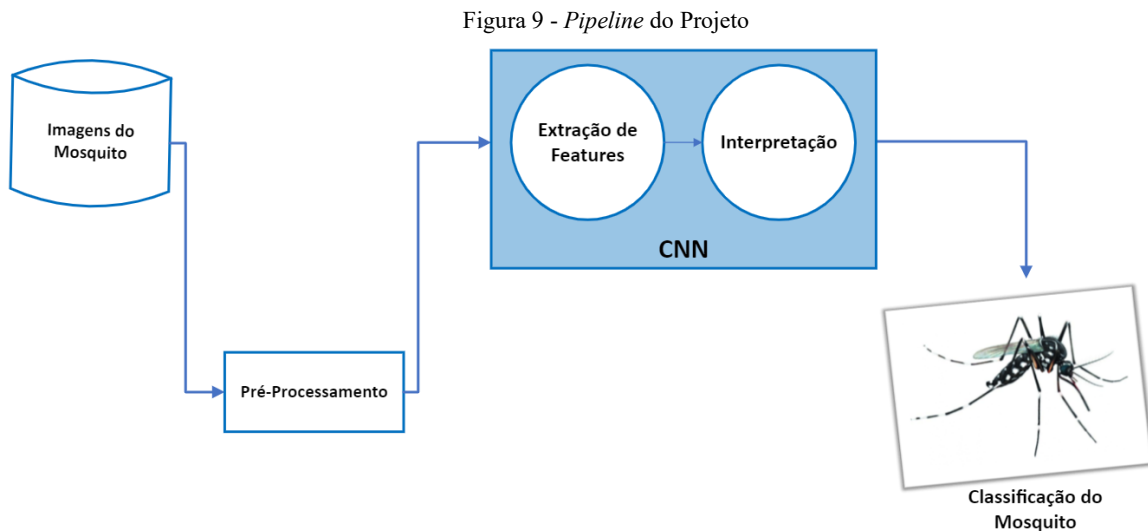 Figura 9 - Pipeline do Projeto
Imagens do
Mosquito
Pré-Processamento
Extração de
Features
Interpretação
CNN
Classificação do
Mosquito